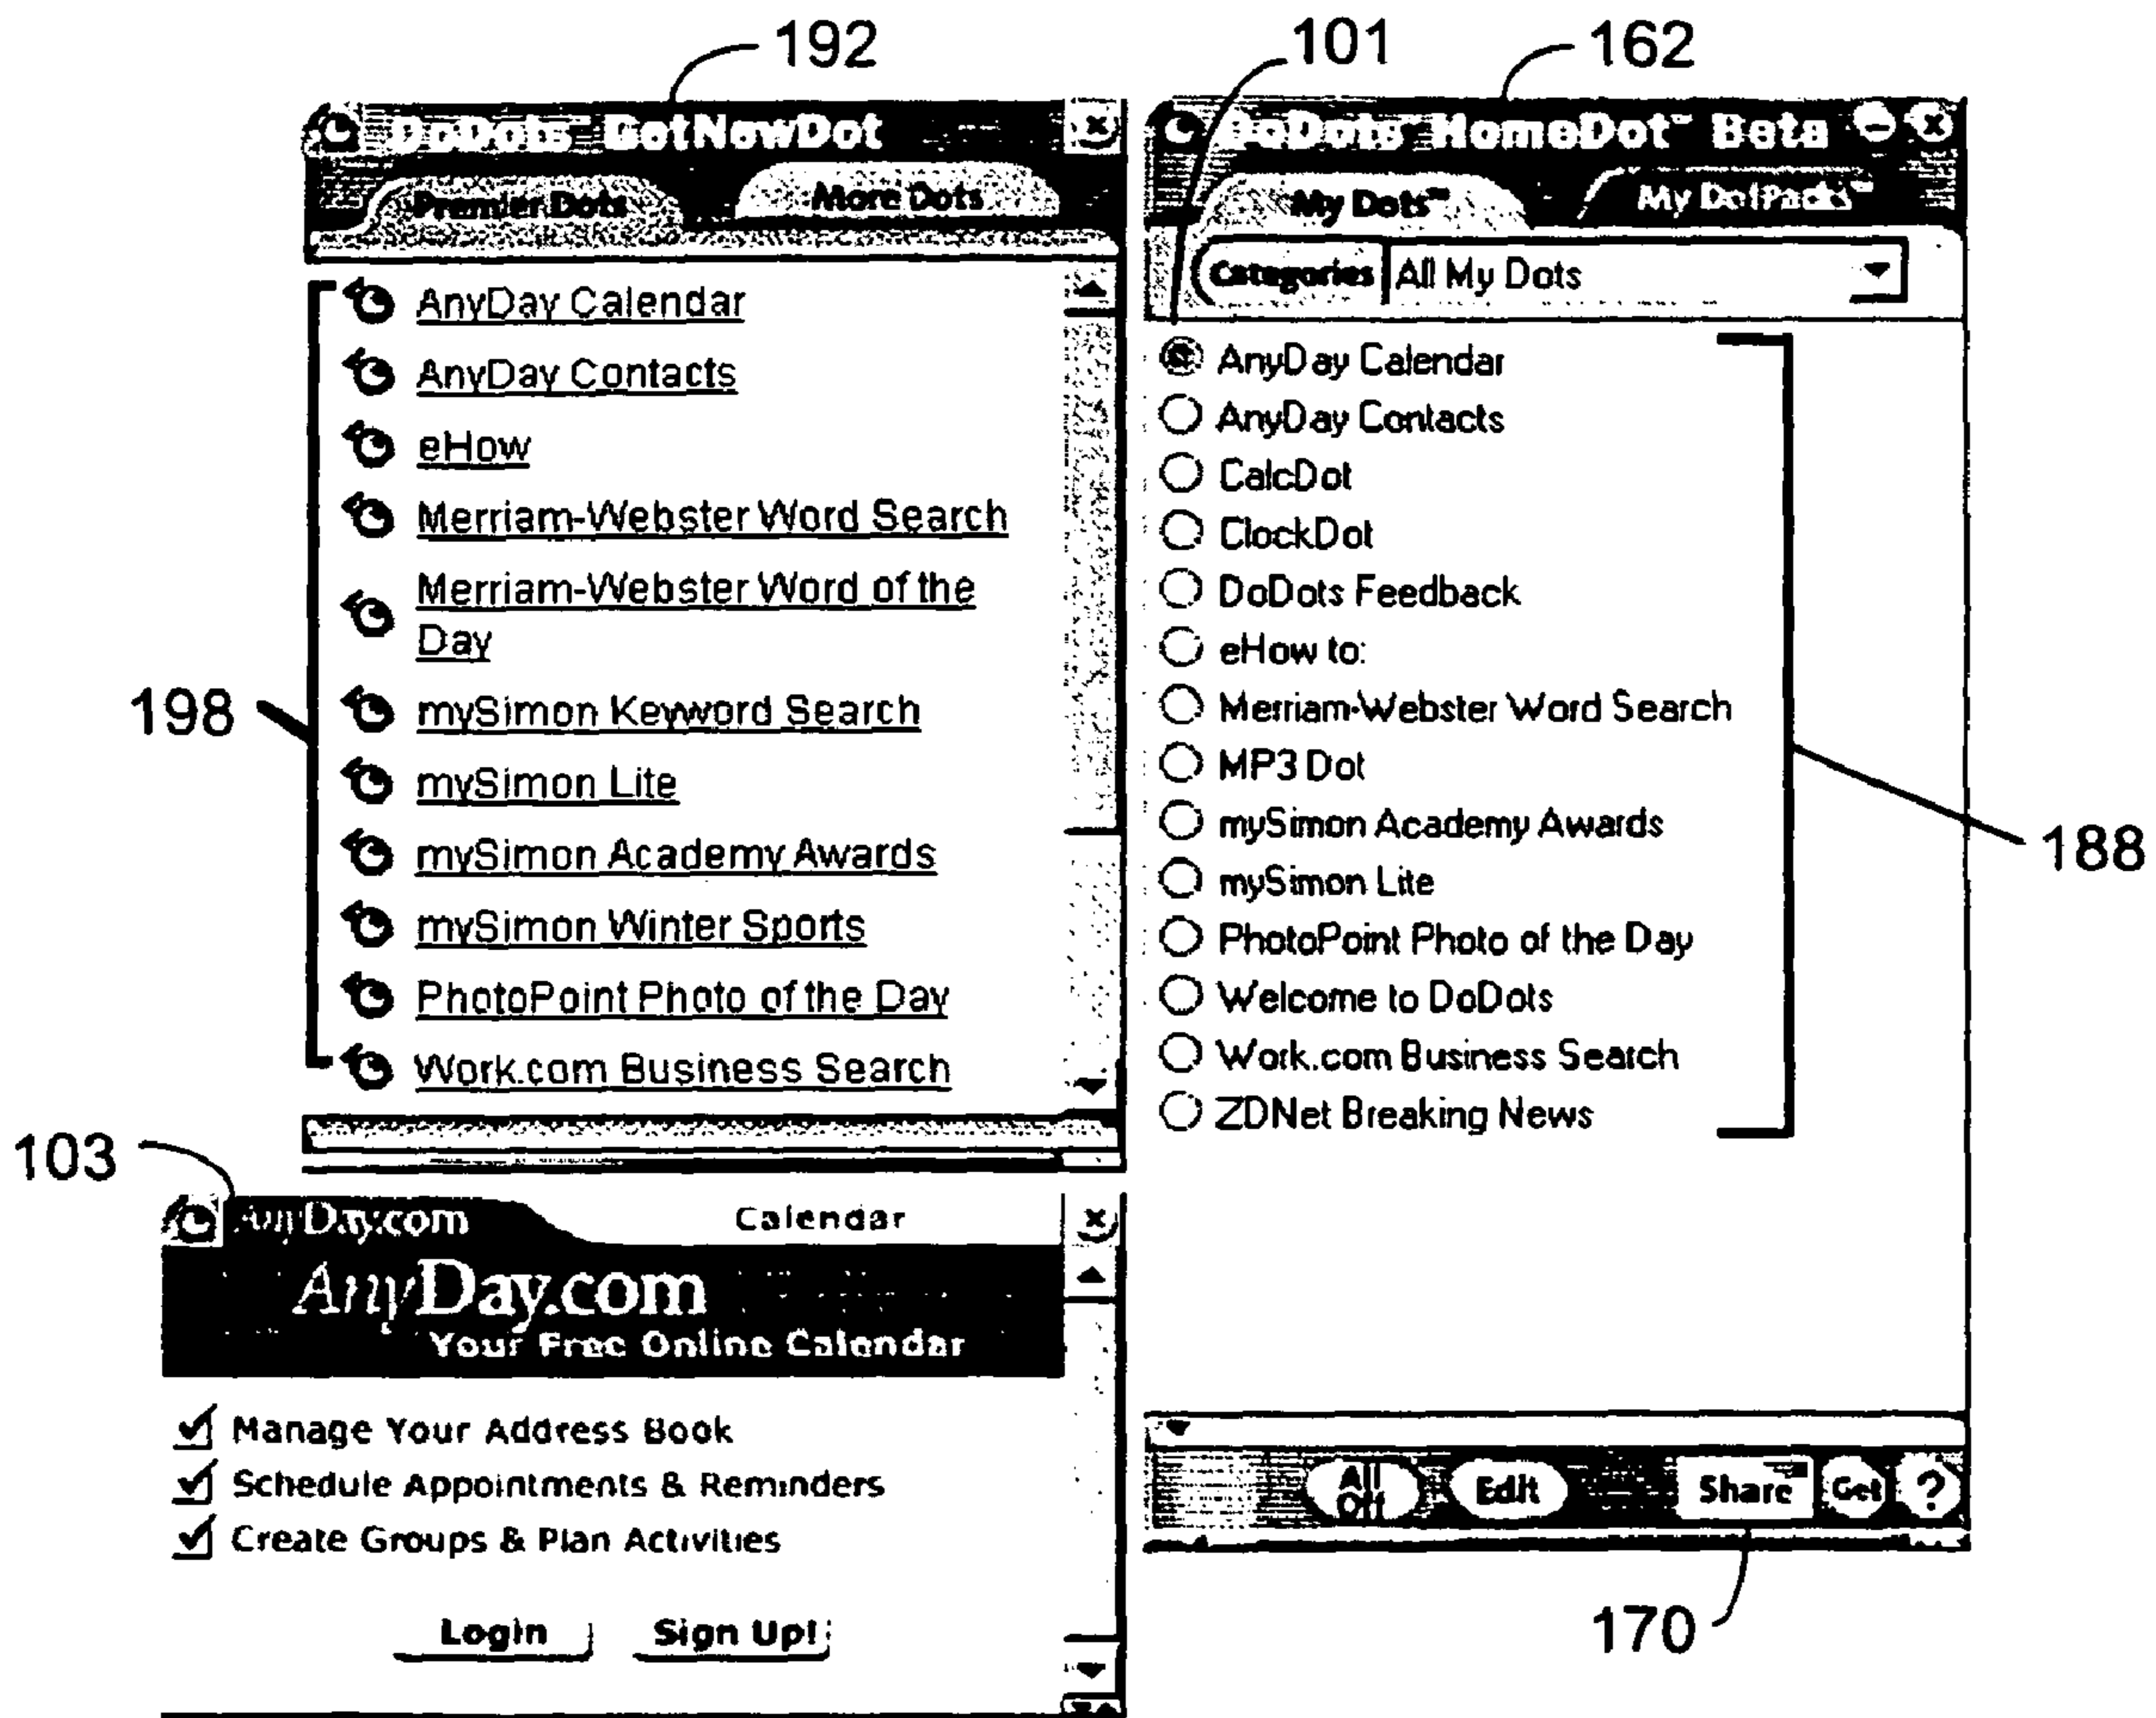 192
101
162
DoDots™ GotNewDot
Premier Dots
More Dots
AnyDay Calendar
AnyDay Contacts
eHow
Merriam-Webster Word Search
Merriam-Webster Word of the
Day
mySimon Keyword Search
mySimon Lite
mySimon Academy Awards
mySimon Winter Sports
PhotoPoint Photo of the Day
Work.com Business Search
198
DoDots™ HomeDot™ Beta
My Dots™
My DotPacks™
Categories
All My Dots
AnyDay Calendar
AnyDay Contacts
CalcDot
ClockDot
DoDots Feedback
eHow to:
Merriam-Webster Word Search
MP3 Dot
mySimon Academy Awards
mySimon Lite
PhotoPoint Photo of the Day
Welcome to DoDots
Work.com Business Search
ZDNet Breaking News
188
All Off
Edit
Share
Get
?
170
103
AnyDay.com
Calendar
AnyDay.com
Your Free Online Calendar
Manage Your Address Book
Schedule Appointments & Reminders
Create Groups & Plan Activities
Login
Sign Up!